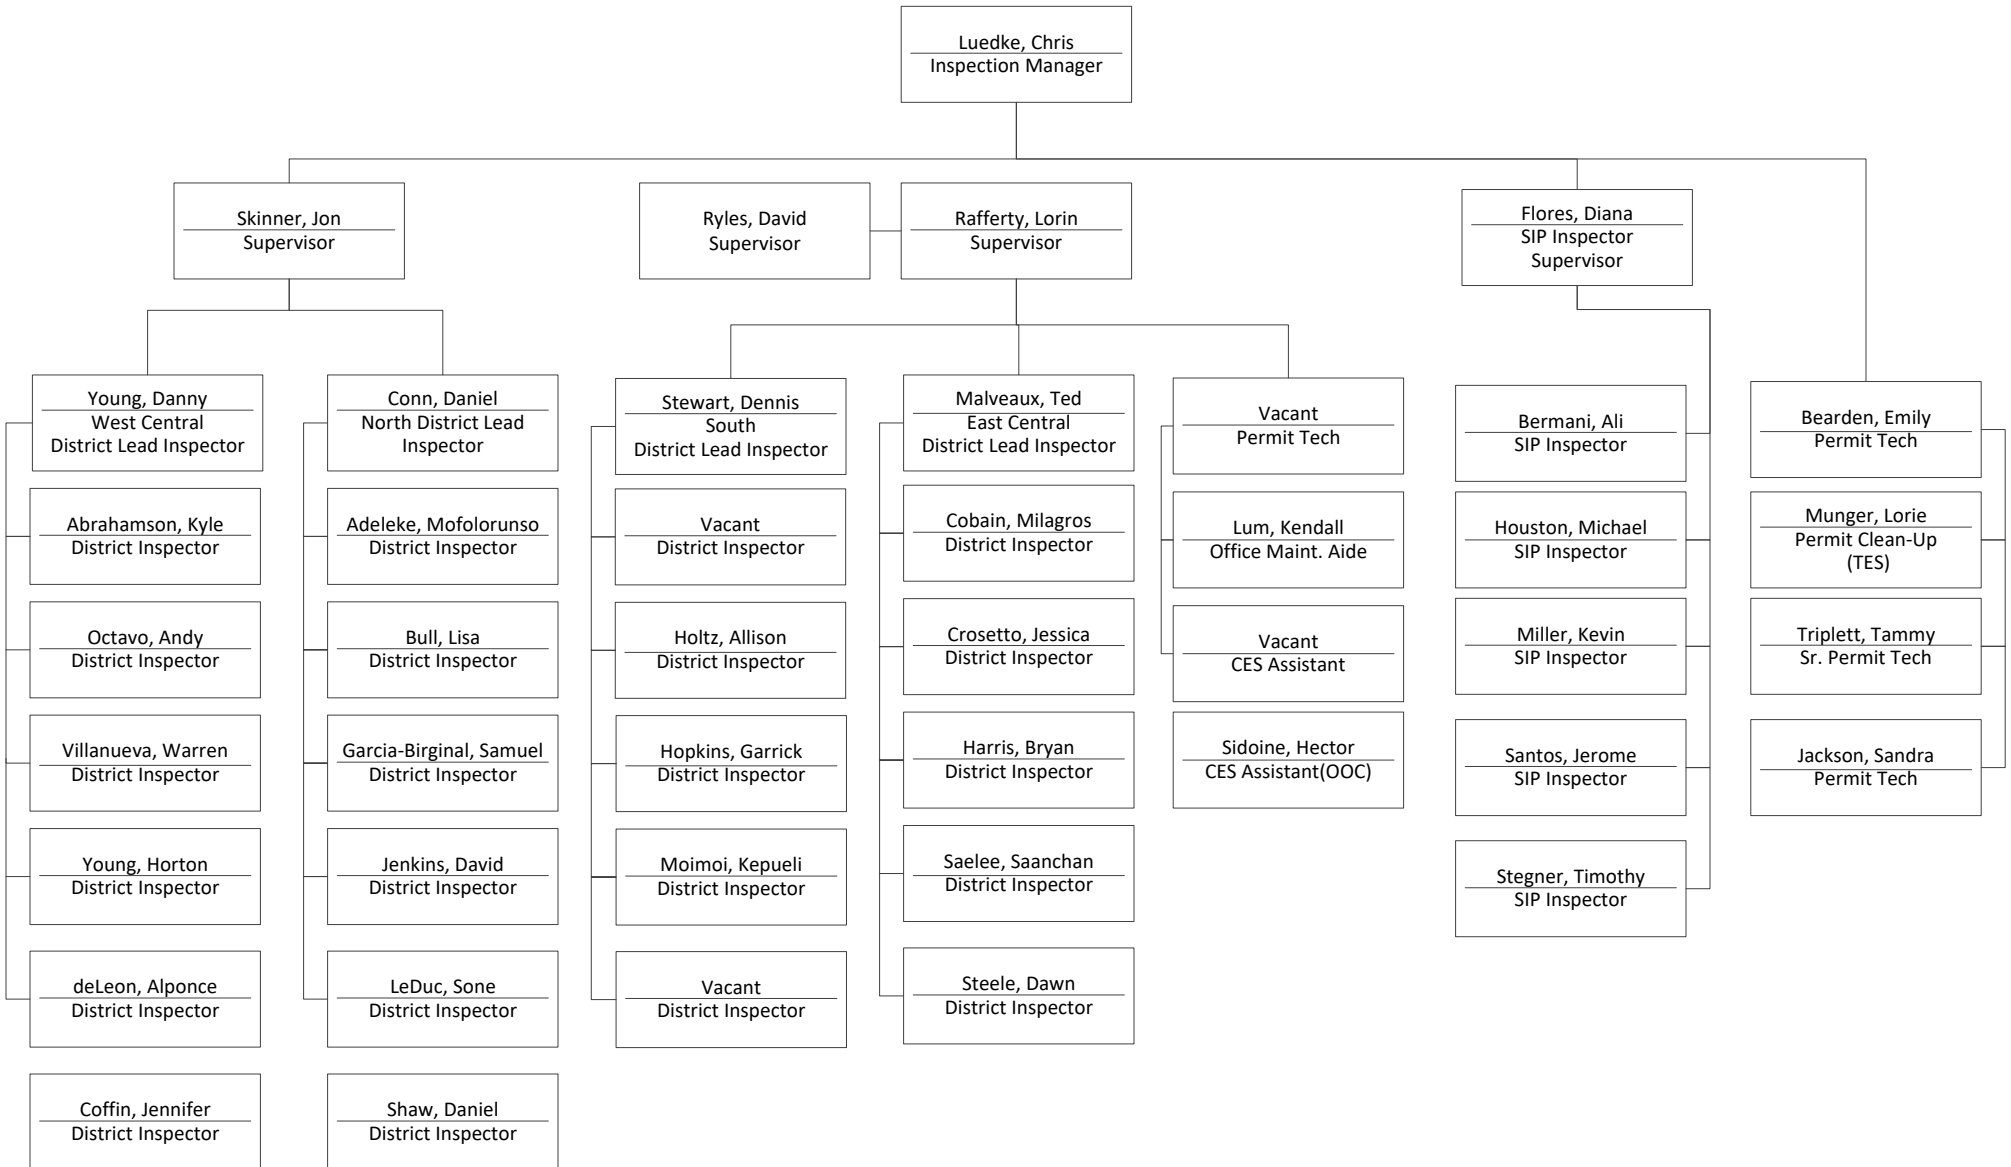 Luedke, Chris
Inspection Manager
Skinner, Jon
Supervisor
Ryles, David
Supervisor
Rafferty, Lorin
Supervisor
Flores, Diana
SIP Inspector
Supervisor
Young, Danny
West Central
District Lead Inspector
Abrahamson, Kyle
District Inspector
Octavo, Andy
District Inspector
Villanueva, Warren
District Inspector
Young, Horton
District Inspector
deLeon, Alponce
District Inspector
Coffin, Jennifer
District Inspector
Conn, Daniel
North District Lead
Inspector
Adeleke, Mofolorunso
District Inspector
Bull, Lisa
District Inspector
Garcia-Birginal, Samuel
District Inspector
Jenkins, David
District Inspector
LeDuc, Sone
District Inspector
Shaw, Daniel
District Inspector
Stewart, Dennis
South
District Lead Inspector
Vacant
District Inspector
Holtz, Allison
District Inspector
Hopkins, Garrick
District Inspector
Moimoi, Kepueli
District Inspector
Vacant
District Inspector
Malveaux, Ted
East Central
District Lead Inspector
Cobain, Milagros
District Inspector
Crosetto, Jessica
District Inspector
Harris, Bryan
District Inspector
Saelee, Saanchan
District Inspector
Steele, Dawn
District Inspector
Vacant
Permit Tech
Lum, Kendall
Office Maint. Aide
Vacant
CES Assistant
Sidoine, Hector
CES Assistant(OOC)
Bermani, Ali
SIP Inspector
Houston, Michael
SIP Inspector
Miller, Kevin
SIP Inspector
Santos, Jerome
SIP Inspector
Stegner, Timothy
SIP Inspector
Bearden, Emily
Permit Tech
Munger, Lorie
Permit Clean-Up
(TES)
Triplett, Tammy
Sr. Permit Tech
Jackson, Sandra
Permit Tech